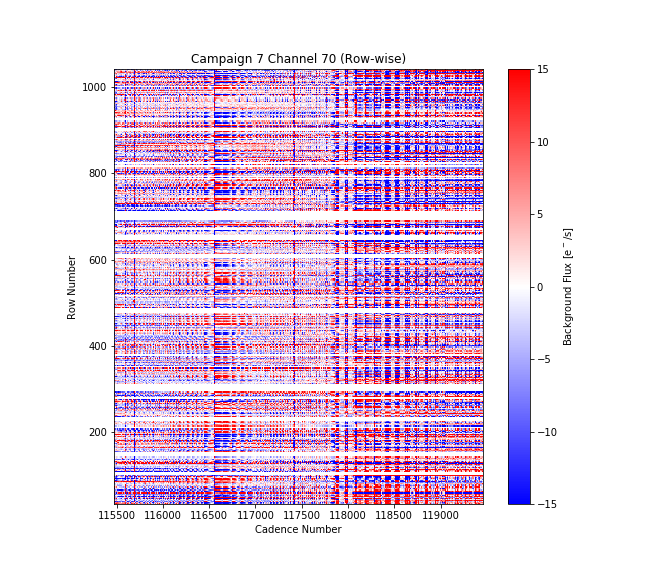 Campaign 7 Channel 70 (Row-wise)
1000
800
600
400
200
Row Number
115500 116000 116500 117000 117500 118000 118500 119000
Cadence Number
15
10
5
0
−5
−10
−15
Background Flux [e⁻/s]